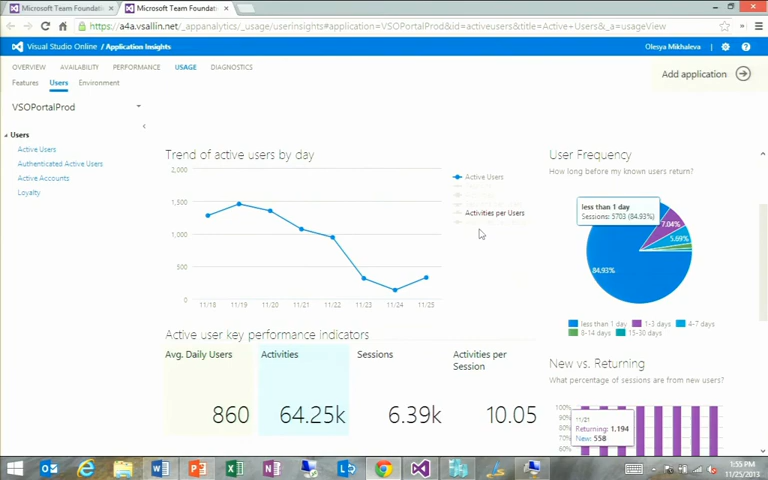 Microsoft Team Foundati ×
Microsoft Team Foundati ×
https://a4a.vsallin.net/_appanalytics/_usage/userinsights#application=VSOPortalProd&id=activeusers&title=Active+Users&_a=usageView
Visual Studio Online / Application Insights
Olesya Mikhaleva
OVERVIEW AVAILABILITY PERFORMANCE USAGE DIAGNOSTICS
Add application
Features Users Environment
VSOPortalProd
Users
Active Users
Authenticated Active Users
Active Accounts
Loyalty
Trend of active users by day
2,000
1,500
1,000
500
0
11/18 11/19 11/20 11/21 11/22 11/23 11/24 11/25
Active Users
Activities per Users
User Frequency
How long before my known users return?
less than 1 day
Sessions: 5703 (84.93%)
7.04%
5.69%
84.93%
less than 1 day 1-3 days 4-7 days
8-14 days 15-30 days
Active user key performance indicators
Avg. Daily Users
860
Activities
64.25k
Sessions
6.39k
Activities per
Session
10.05
New vs. Returning
What percentage of sessions are from new users?
100%
90%
80%
70%
60%
11/21
Returning: 1,194
New: 558
1:55 PM
11/25/2013